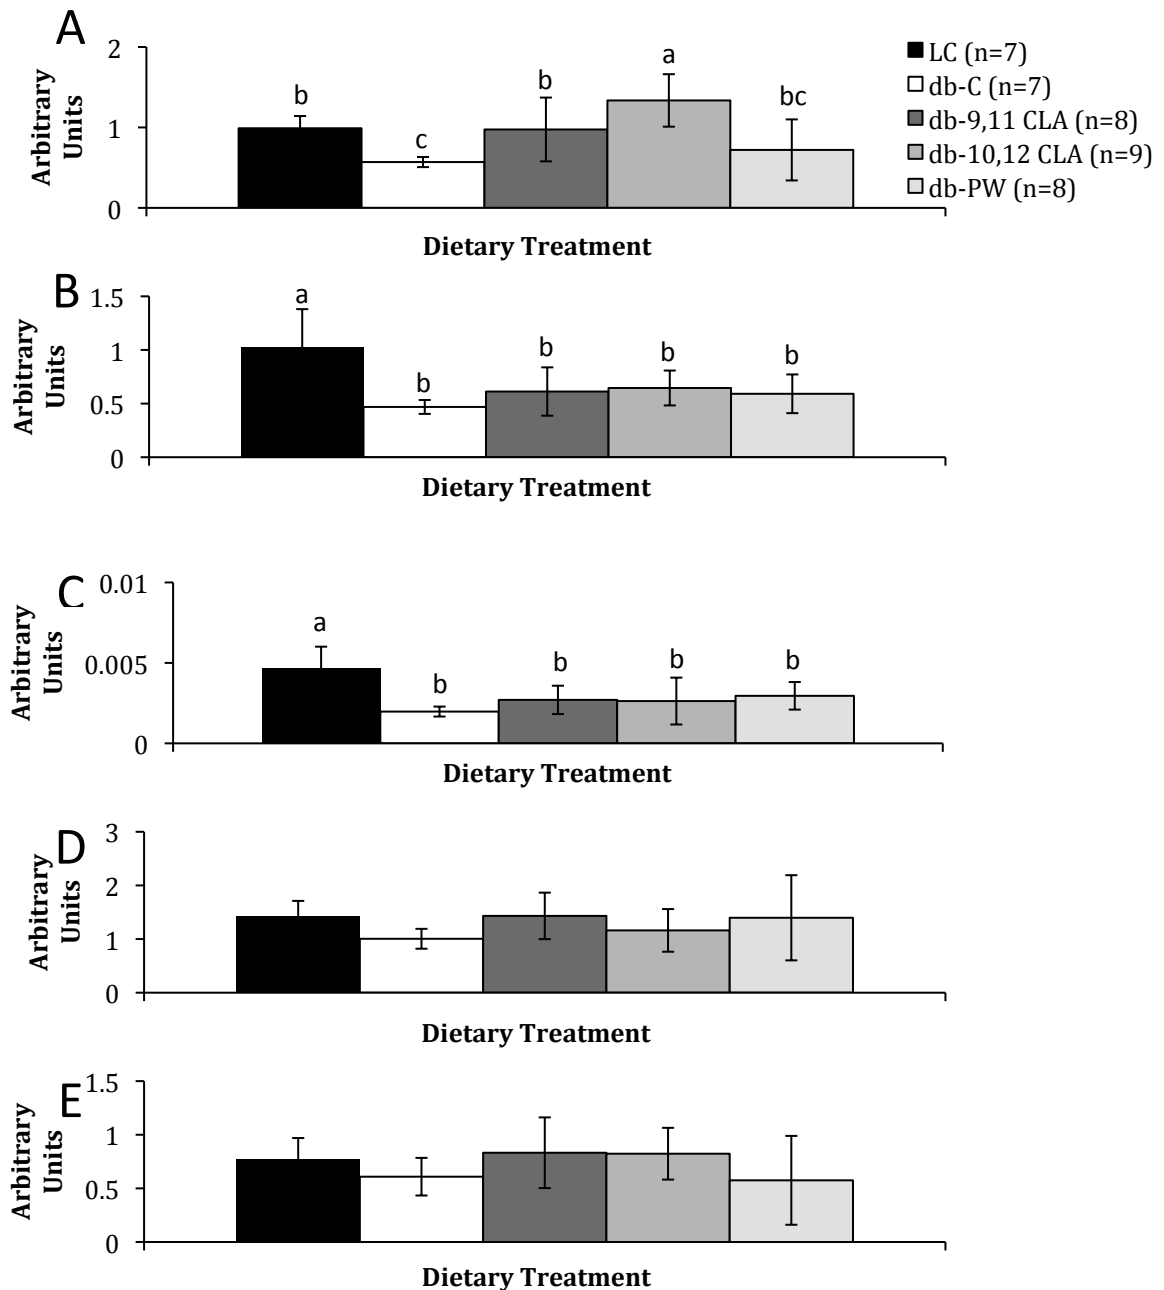 A
2
1
0
Arbitrary
Units
b
c
b
a
bc
Dietary Treatment
LC (n=7)
db-C (n=7)
db-9,11 CLA (n=8)
db-10,12 CLA (n=9)
db-PW (n=8)
B
1.5
1
0.5
0
Arbitrary
Units
a
b
b
b
b
Dietary Treatment
C
0.01
0.005
0
Arbitrary
Units
a
b
b
b
b
Dietary Treatment
D
3
2
1
0
Arbitrary
Units
Dietary Treatment
E
1.5
1
0.5
0
Arbitrary
Units
Dietary Treatment